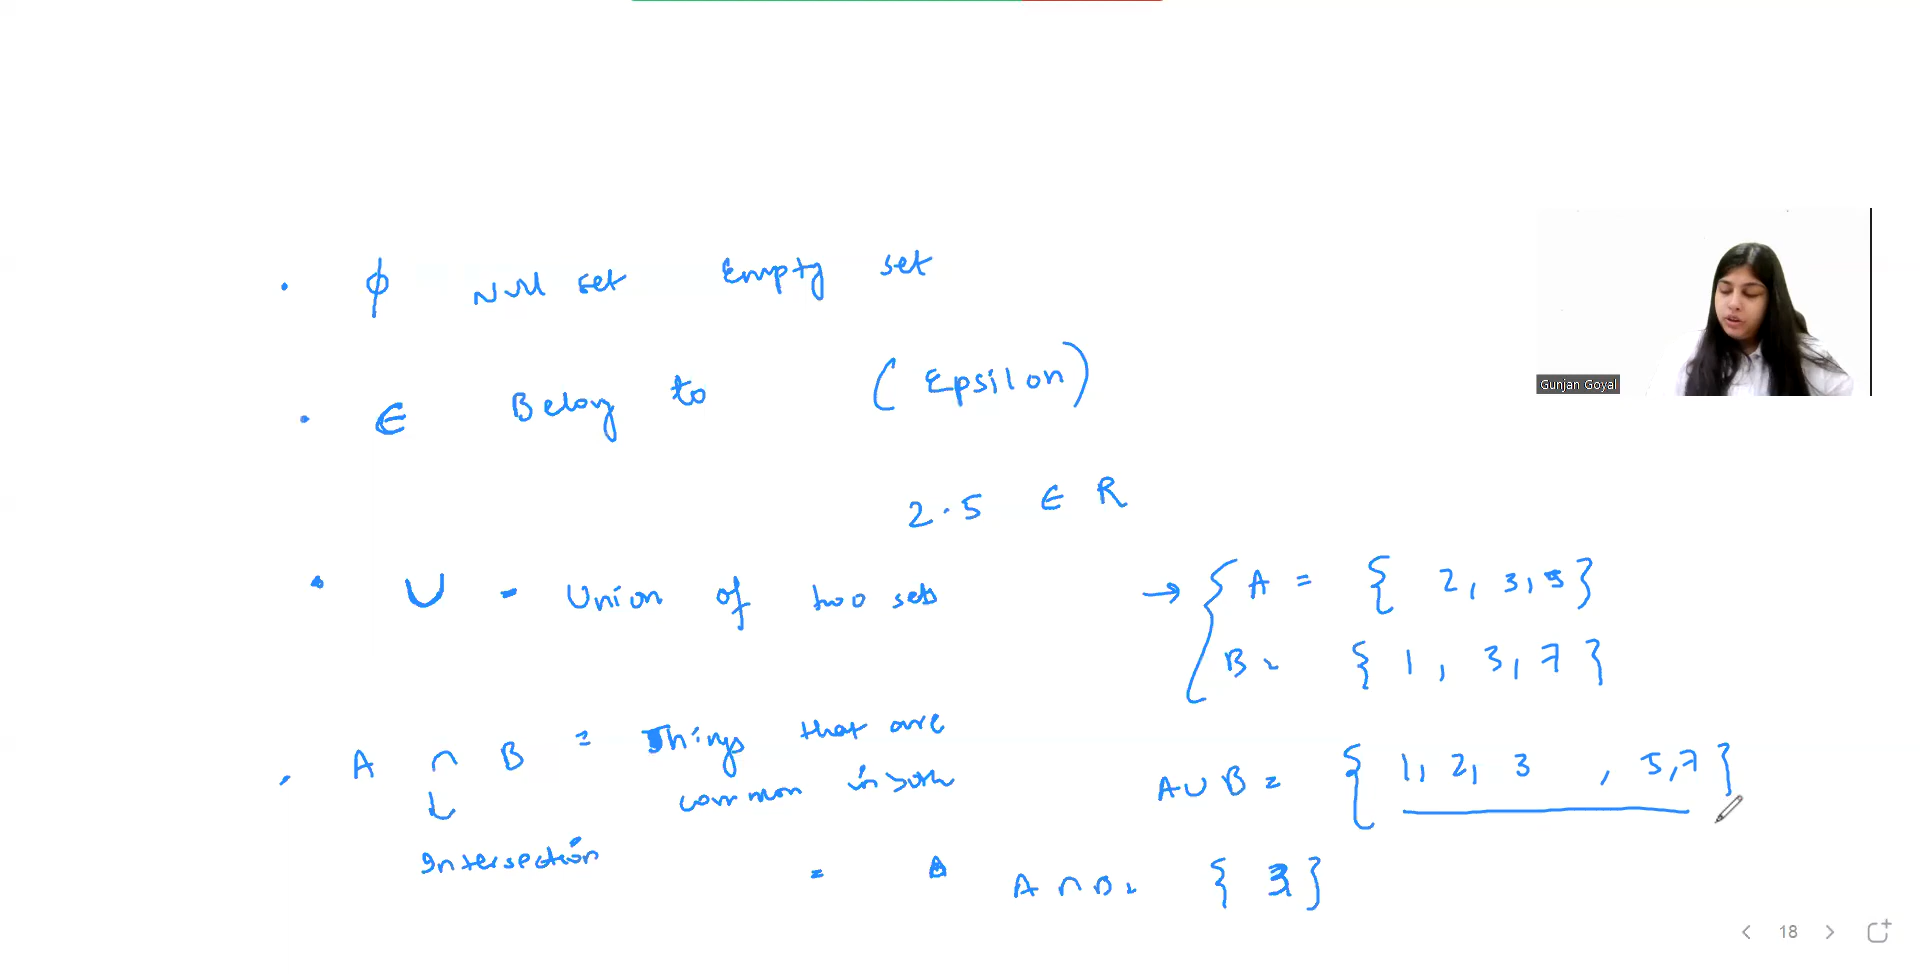 • ϕ Null set Empty set
• ∈ Belong to (Epsilon)
2.5 ∈ R
• ∪ - Union of two sets → A = { 2, 3, 5 }
B = { 1, 3, 7 }
• A ∩ B = Things that are
common in both
Intersection
A ∪ B = { 1, 2, 3 , 5, 7 }
= A ∩ B = { 3 }
Gunjan Goyal
18